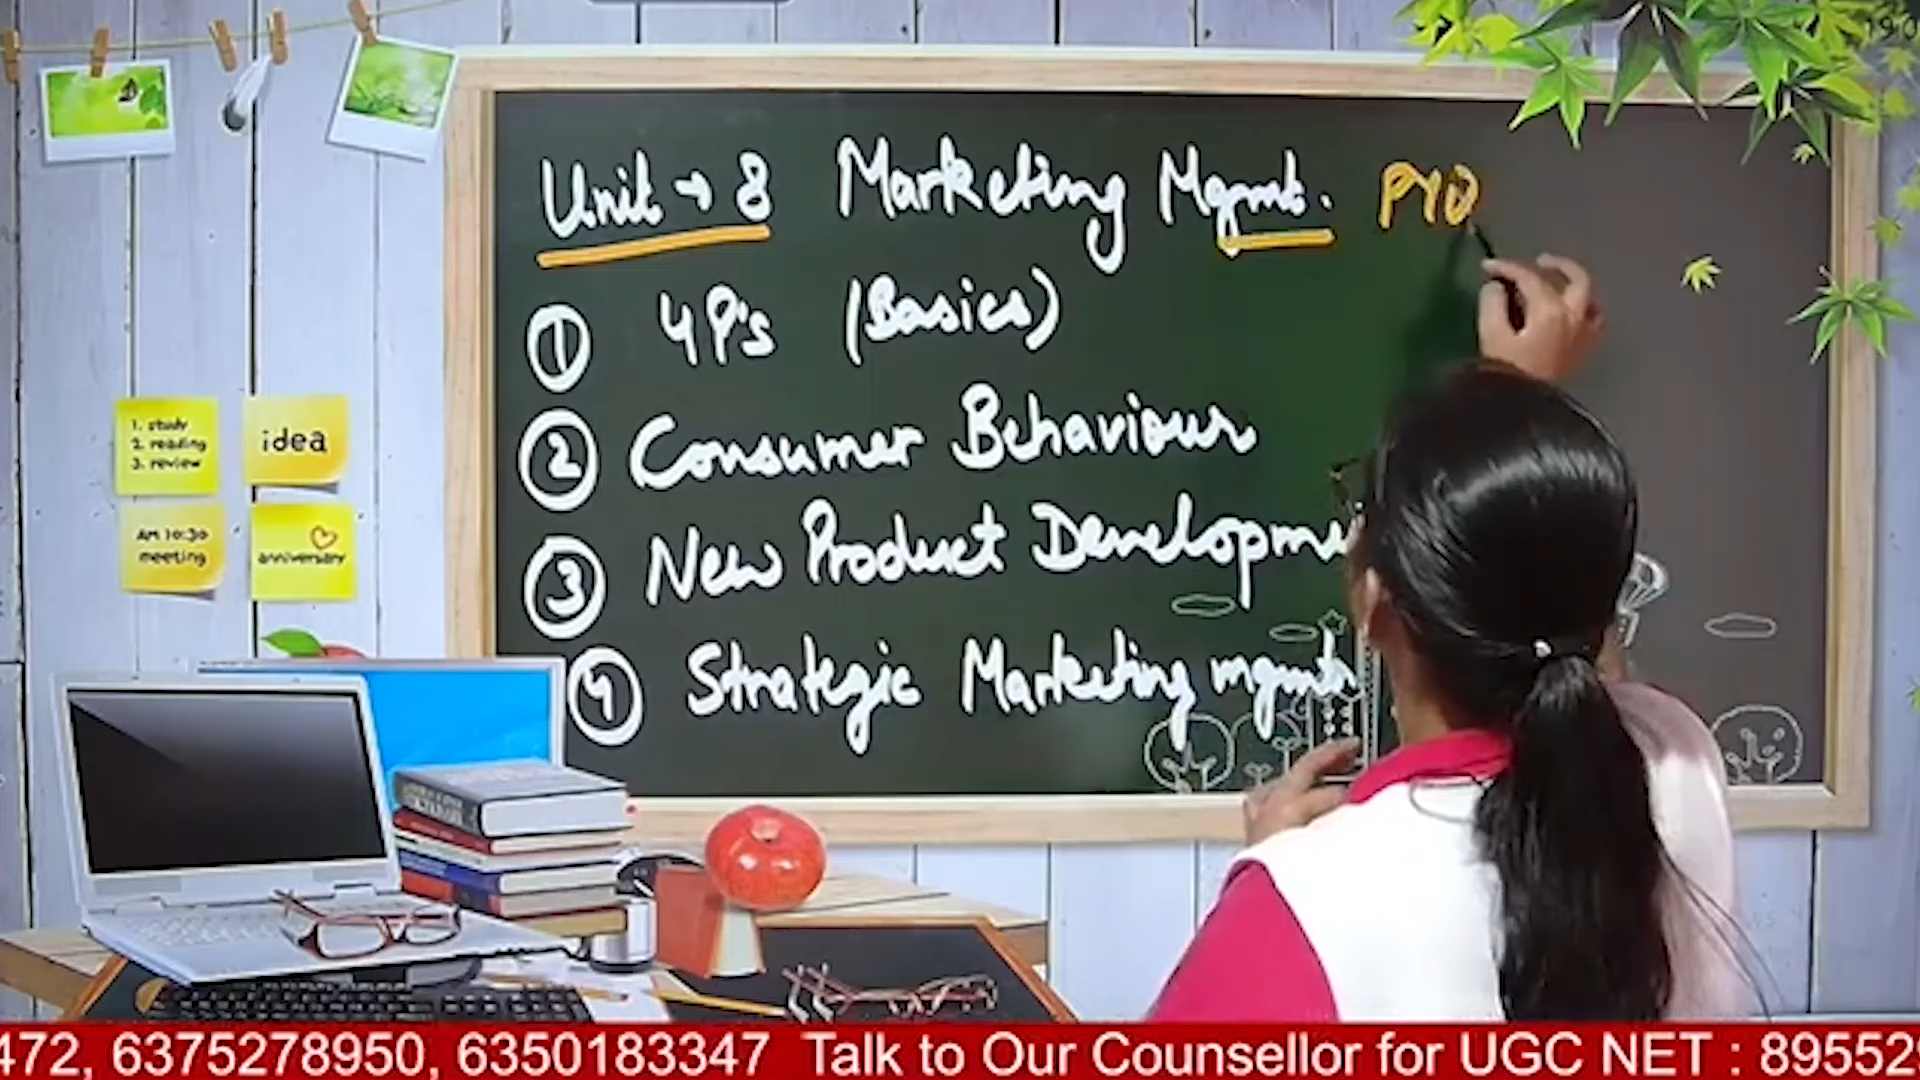 Unit → 8 Marketing Mgmt. PYQ
① 4P's (Basics)
② Consumer Behaviour
③ New Product Developme
④ Strategic Marketing mgmt.
1. study
2. reading
3. review
idea
AM 10:30
meeting
anniversary
472, 6375278950, 6350183347 Talk to Our Counsellor for UGC NET : 89552